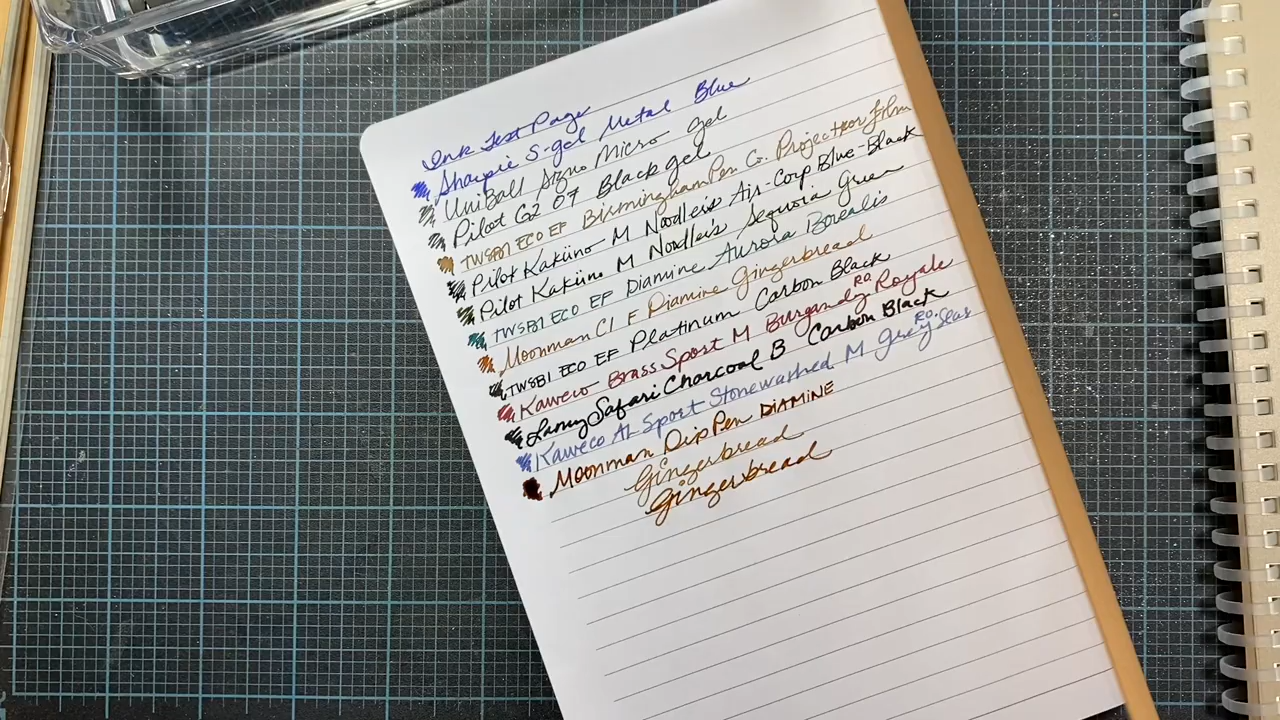 Ink Test Page
Sharpie S-gel Metal Blue
UniBall Signo Micro gel
Pilot G2 07 Black gel
TWSBI ECO EF Birmingham Pen Co. Projector Film
Pilot Kakuno M Noodler's Air-Corp Blue-Black
Pilot Kakuno M Noodler's Sequoia Green
TWSBI ECO EF Diamine Aurora Borealis
Moonman C1 F Diamine Gingerbread
TWSBI ECO EF Platinum Carbon Black
Kaweco Brass Sport M Burgandy R.O. Royale
Lamy Safari Charcoal B Carbon Black
Kaweco AL Sport Stonewashed M Grey R.O. Seas
Moonman Dip Pen DIAMINE
Gingerbread
Gingerbread